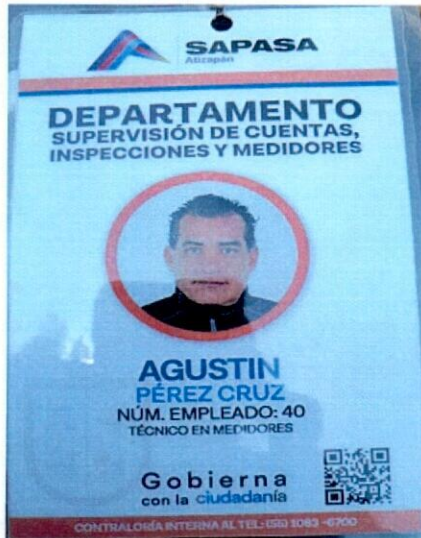 SAPASA
Atizapán
DEPARTAMENTO
SUPERVISIÓN DE CUENTAS,
INSPECCIONES Y MEDIDORES
AGUSTIN
PÉREZ CRUZ
NÚM. EMPLEADO: 40
TÉCNICO EN MEDIDORES
Gobierna
con la ciudadanía
CONTRALORÍA INTERNA AL TEL: (55) 1083 -6700